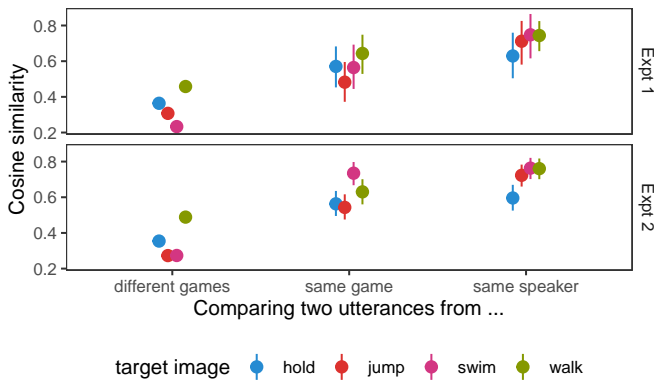 0.8
0.6
0.4
0.2
Expt 1
Cosine similarity
0.8
0.6
0.4
0.2
Expt 2
different games same game same speaker
Comparing two utterances from ...
target image hold jump swim walk